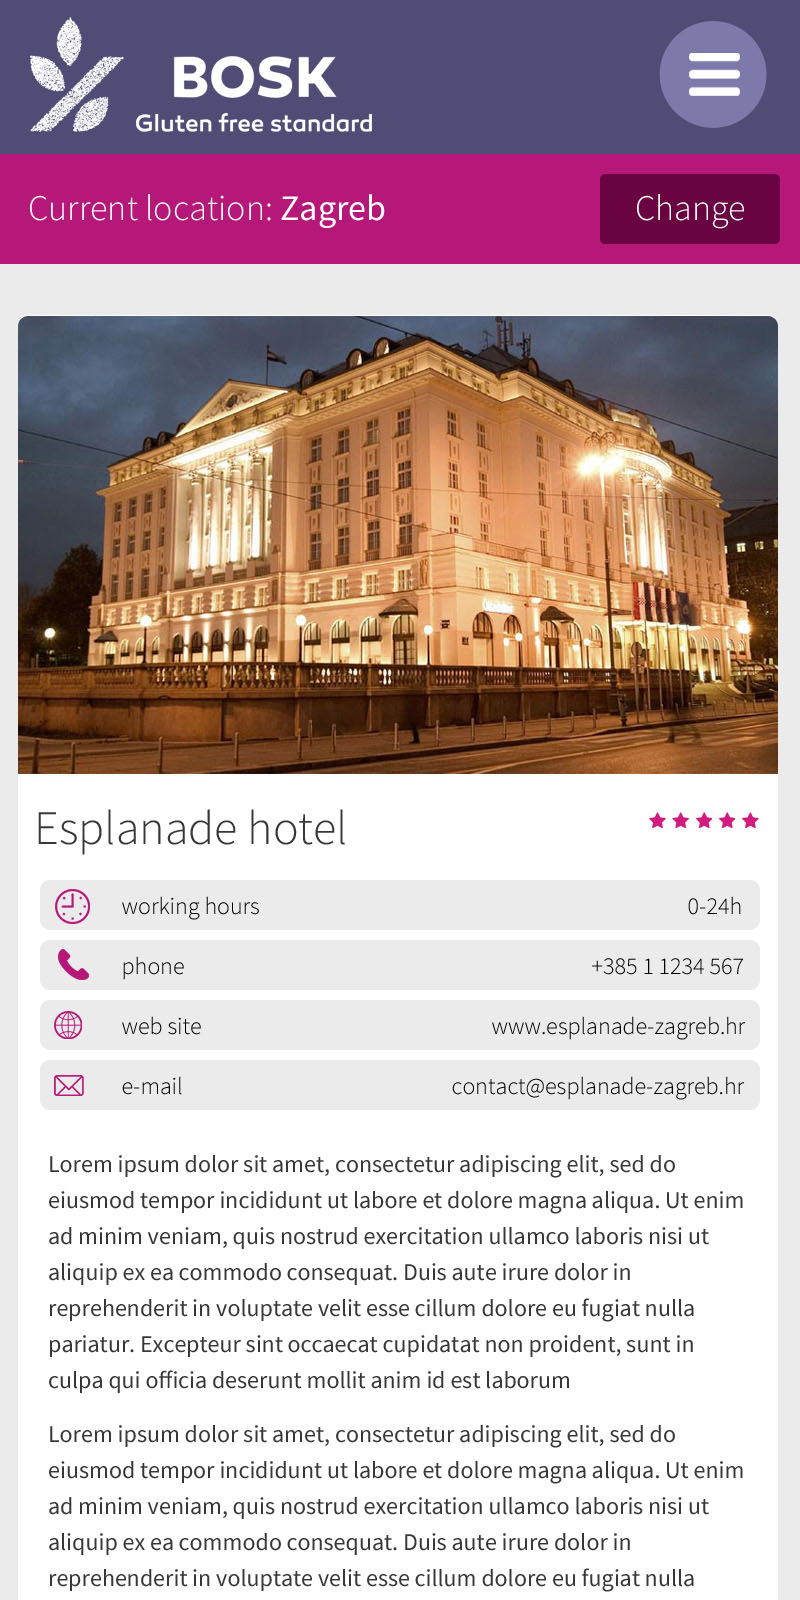 BOSK
Gluten free standard
Current location: Zagreb
Change
Esplanade hotel
working hours 0-24h
phone +385 1 1234 567
web site www.esplanade-zagreb.hr
e-mail contact@esplanade-zagreb.hr
Lorem ipsum dolor sit amet, consectetur adipiscing elit, sed do
eiusmod tempor incididunt ut labore et dolore magna aliqua. Ut enim
ad minim veniam, quis nostrud exercitation ullamco laboris nisi ut
aliquip ex ea commodo consequat. Duis aute irure dolor in
reprehenderit in voluptate velit esse cillum dolore eu fugiat nulla
pariatur. Excepteur sint occaecat cupidatat non proident, sunt in
culpa qui officia deserunt mollit anim id est laborum
Lorem ipsum dolor sit amet, consectetur adipiscing elit, sed do
eiusmod tempor incididunt ut labore et dolore magna aliqua. Ut enim
ad minim veniam, quis nostrud exercitation ullamco laboris nisi ut
aliquip ex ea commodo consequat. Duis aute irure dolor in
reprehenderit in voluptate velit esse cillum dolore eu fugiat nulla